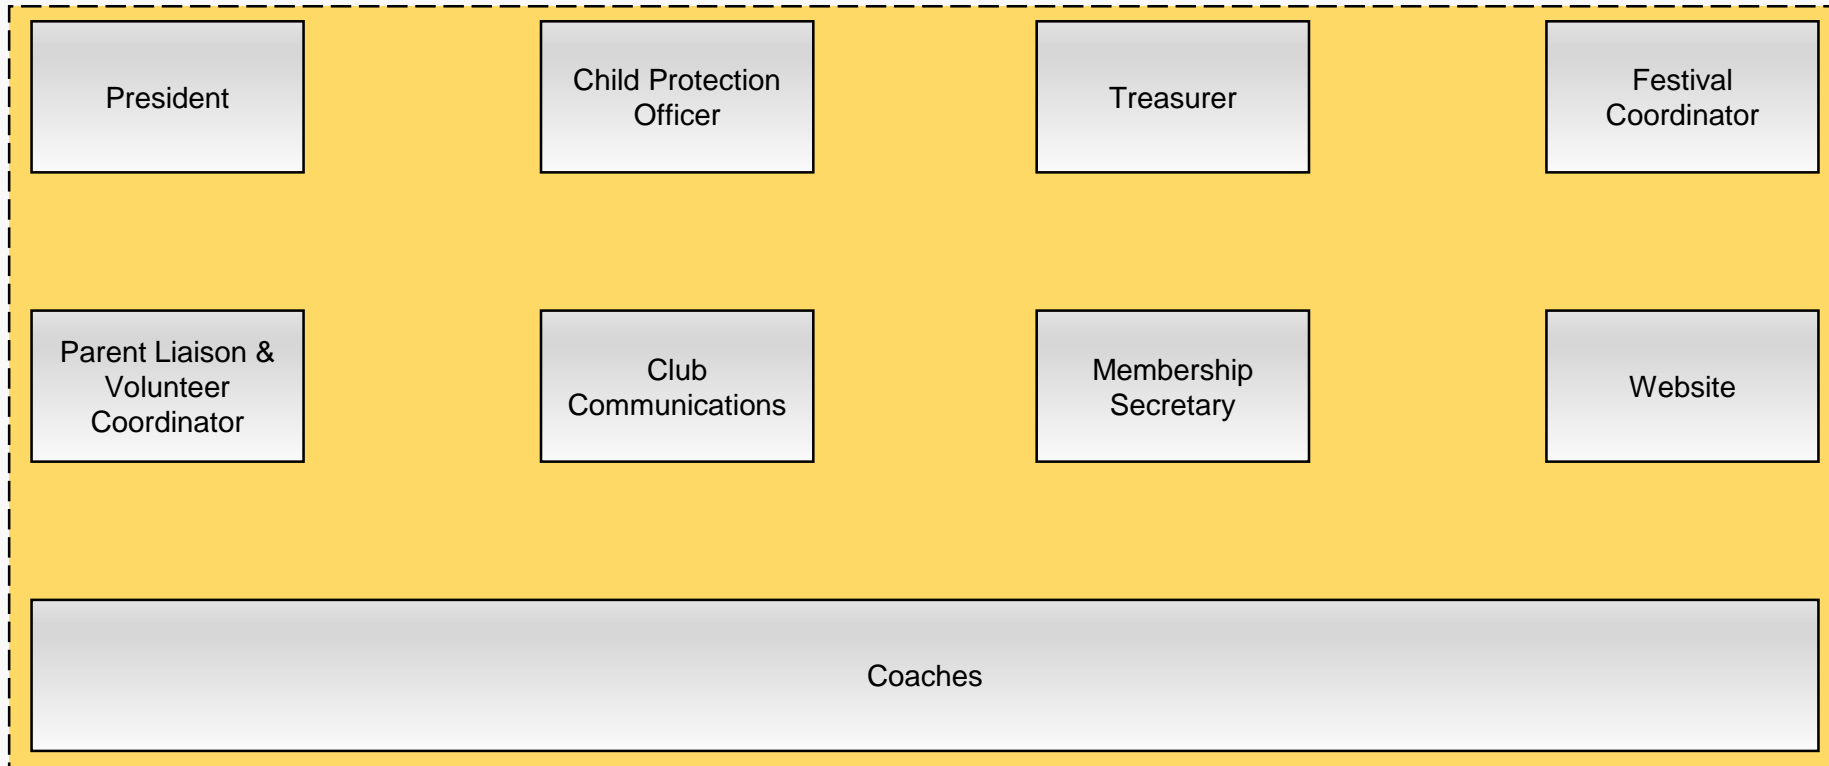 President
Child Protection
Officer
Treasurer
Festival
Coordinator
Parent Liaison &
Volunteer
Coordinator
Club
Communications
Membership
Secretary
Website
Coaches